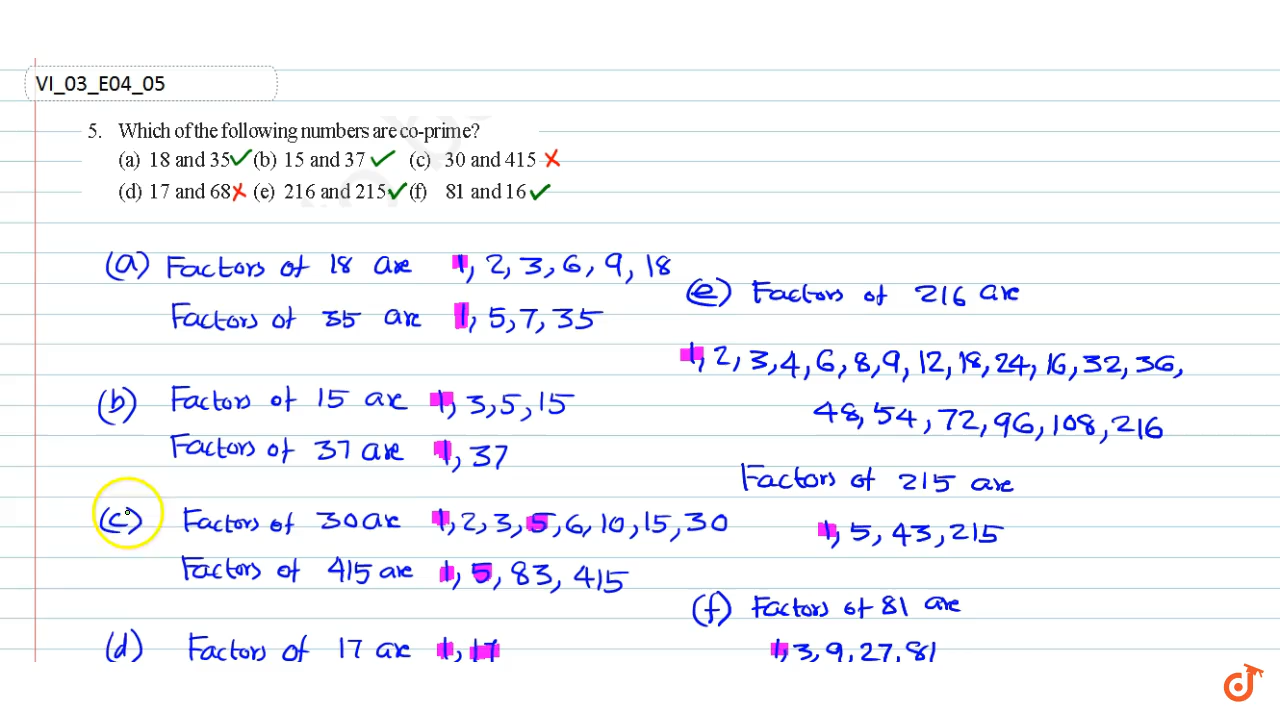 VI_03_E04_05
5. Which of the following numbers are co-prime?
(a) 18 and 35 ✓ (b) 15 and 37 ✓ (c) 30 and 415 ✗
(d) 17 and 68 ✗ (e) 216 and 215 ✓ (f) 81 and 16 ✓
(a) Factors of 18 are 1, 2, 3, 6, 9, 18
Factors of 35 are 1, 5, 7, 35
(b) Factors of 15 are 1, 3, 5, 15
Factors of 37 are 1, 37
(c) Factors of 30 are 1, 2, 3, 5, 6, 10, 15, 30
Factors of 415 are 1, 5, 83, 415
(d) Factors of 17 are 1, 17
(e) Factors of 216 are
1, 2, 3, 4, 6, 8, 9, 12, 18, 24, 16, 32, 36,
48, 54, 72, 96, 108, 216
Factors of 215 are
1, 5, 43, 215
(f) Factors of 81 are
1, 3, 9, 27, 81